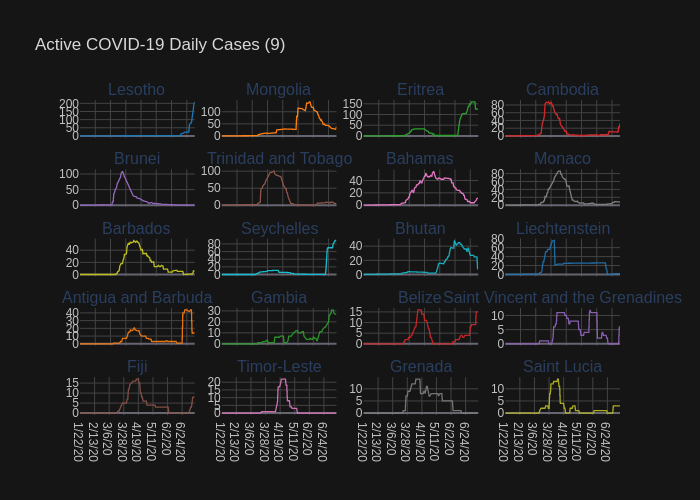 Active COVID-19 Daily Cases (9)
Lesotho Mongolia Eritrea Cambodia
200 150 100 50 0
100 50 0
150 100 50 0
80 60 40 20 0
Brunei Trinidad and Tobago Bahamas Monaco
100 50 0
100 50 0
40 20 0
80 60 40 20 0
Barbados Seychelles Bhutan Liechtenstein
40 20 0
80 60 40 20 0
40 20 0
80 60 40 20 0
Antigua and Barbuda Gambia Belize Saint Vincent and the Grenadines
40 30 20 10 0
30 20 10 0
15 10 5 0
10 5 0
Fiji Timor-Leste Grenada Saint Lucia
15 10 5 0
20 15 10 5 0
10 5 0
10 5 0
1/22/20 2/13/20 3/6/20 3/28/20 4/19/20 5/11/20 6/2/20 6/24/20
1/22/20 2/13/20 3/6/20 3/28/20 4/19/20 5/11/20 6/2/20 6/24/20
1/22/20 2/13/20 3/6/20 3/28/20 4/19/20 5/11/20 6/2/20 6/24/20
1/22/20 2/13/20 3/6/20 3/28/20 4/19/20 5/11/20 6/2/20 6/24/20